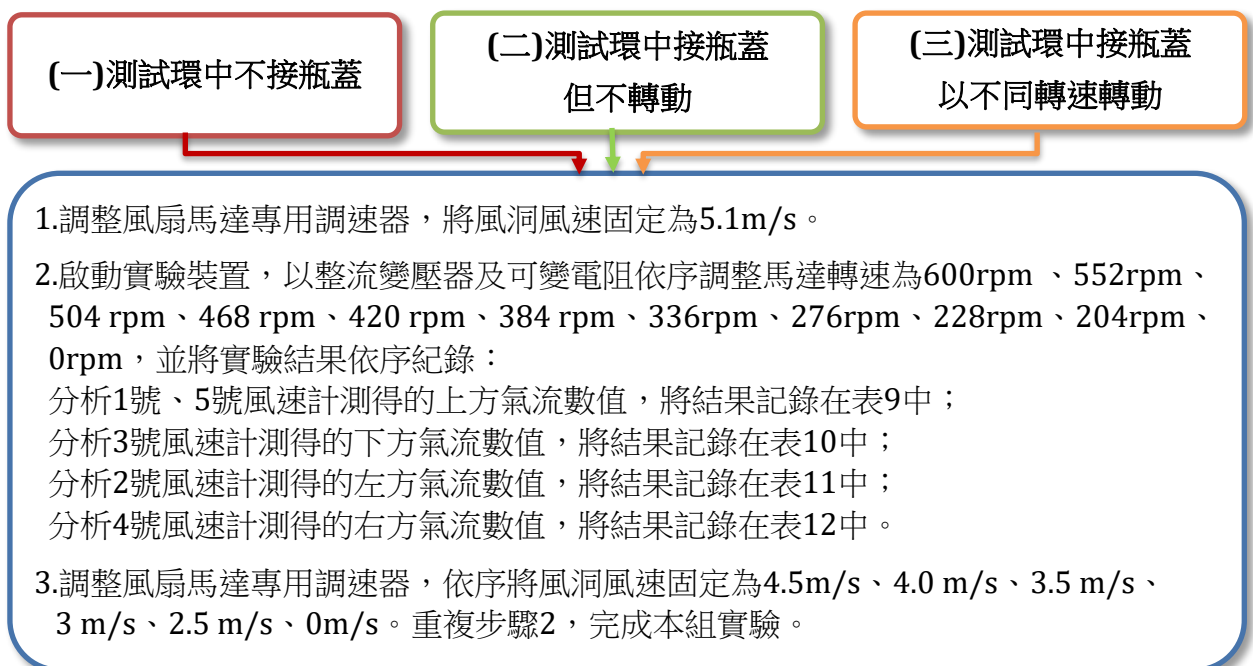 (一)測試環中不接瓶蓋
(二)測試環中接瓶蓋
但不轉動
(三)測試環中接瓶蓋
以不同轉速轉動
1.調整風扇馬達專用調速器，將風洞風速固定為5.1m/s。
2.啟動實驗裝置，以整流變壓器及可變電阻依序調整馬達轉速為600rpm 、552rpm、
504 rpm、468 rpm、420 rpm、384 rpm、336rpm、276rpm、228rpm、204rpm、
0rpm，並將實驗結果依序紀錄：
分析1號、5號風速計測得的上方氣流數值，將結果記錄在表9中；
分析3號風速計測得的下方氣流數值，將結果記錄在表10中；
分析2號風速計測得的左方氣流數值，將結果記錄在表11中；
分析4號風速計測得的右方氣流數值，將結果記錄在表12中。
3.調整風扇馬達專用調速器，依序將風洞風速固定為4.5m/s、4.0 m/s、3.5 m/s、
3 m/s、2.5 m/s、0m/s。重複步驟2，完成本組實驗。